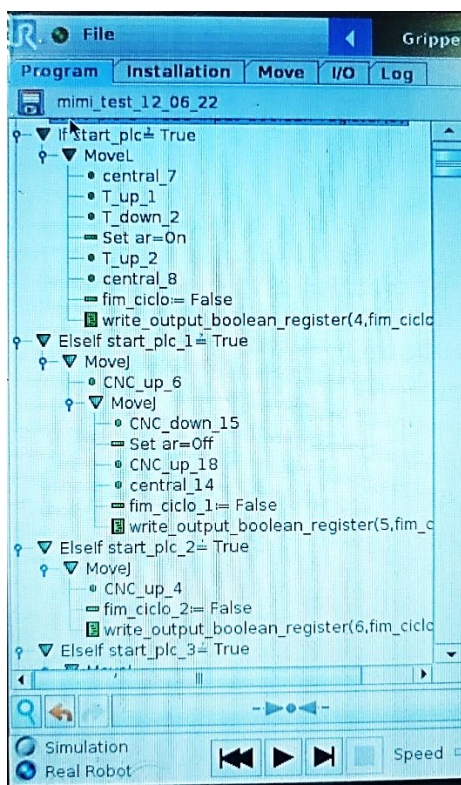 File
Grippe
Program Installation Move I/O Log
mimi_test_12_06_22
If start_plc≟ True
MoveL
central_7
T_up_1
T_down_2
Set ar=On
T_up_2
central_8
fim_ciclo≔ False
write_output_boolean_register(4,fim_ciclo
ElseIf start_plc_1≟ True
MoveJ
CNC_up_6
MoveJ
CNC_down_15
Set ar=Off
CNC_up_18
central_14
fim_ciclo_1≔ False
write_output_boolean_register(5,fim_c
ElseIf start_plc_2≟ True
MoveJ
CNC_up_4
fim_ciclo_2≔ False
write_output_boolean_register(6,fim_ciclo
ElseIf start_plc_3≟ True
Simulation
Real Robot
Speed